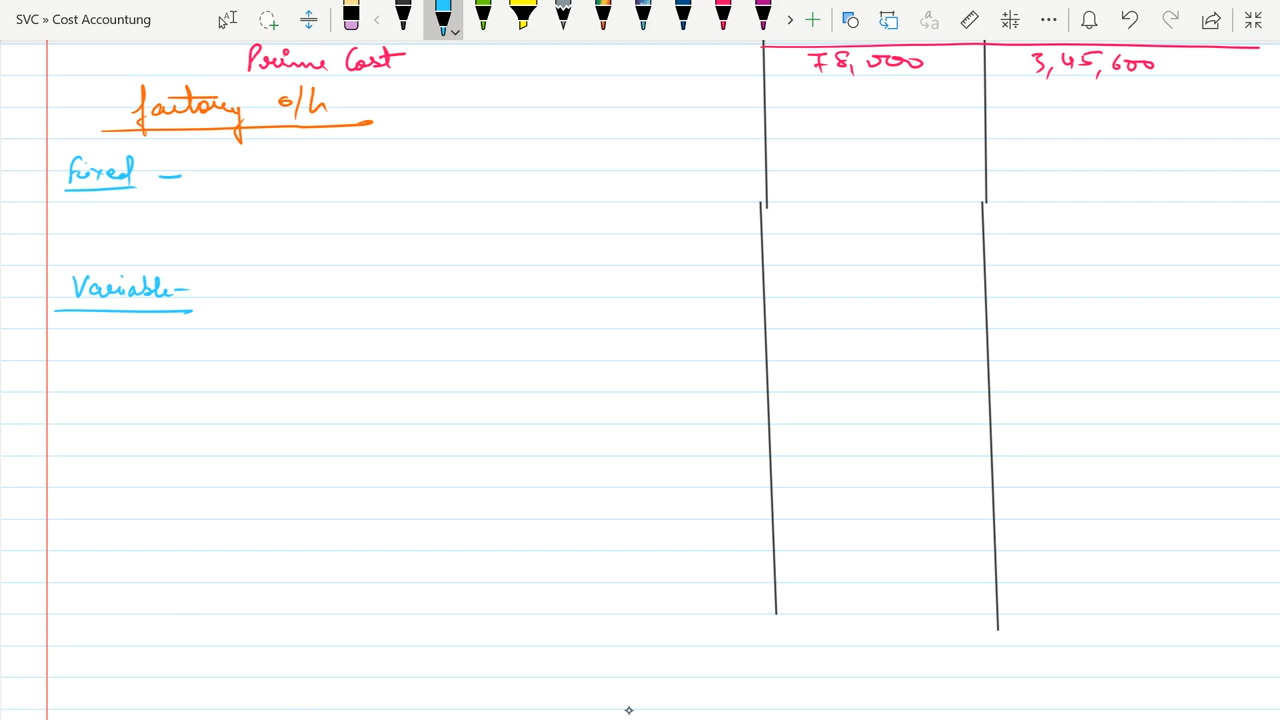 SVC » Cost Accountung
Prime Cost 78,000 3,45,600
factory o/h
Fixed –
Variable–